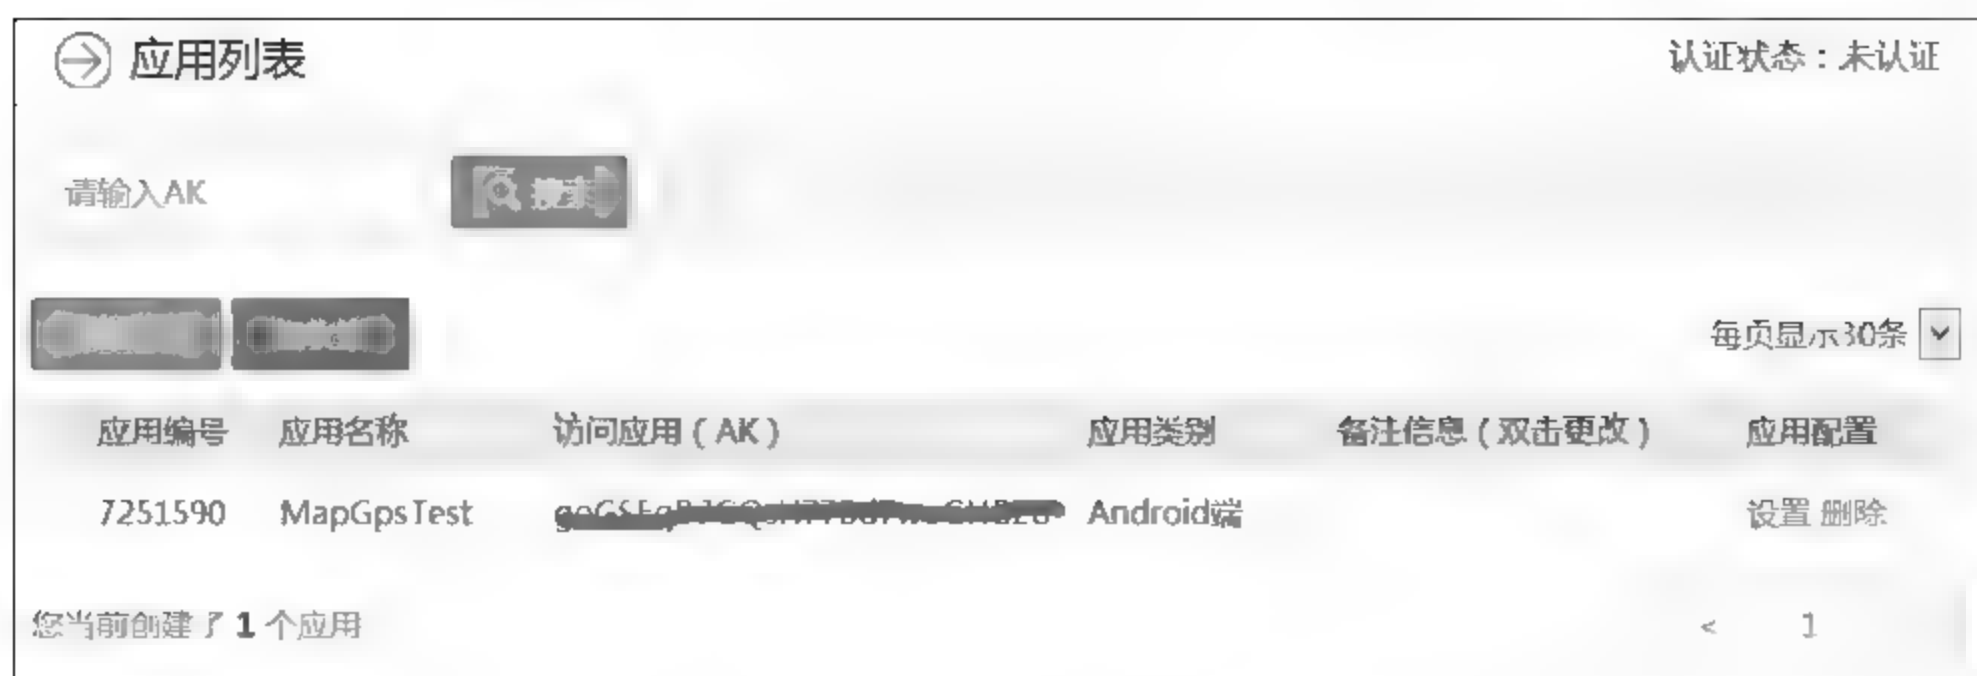 应用列表 认证状态：未认证
请输入AK
每页显示30条
应用编号 应用名称 访问应用（AK） 应用类别 备注信息（双击更改） 应用配置
7251590 MapGpsTest Android端 设置 删除
您当前创建了 1 个应用 < 1